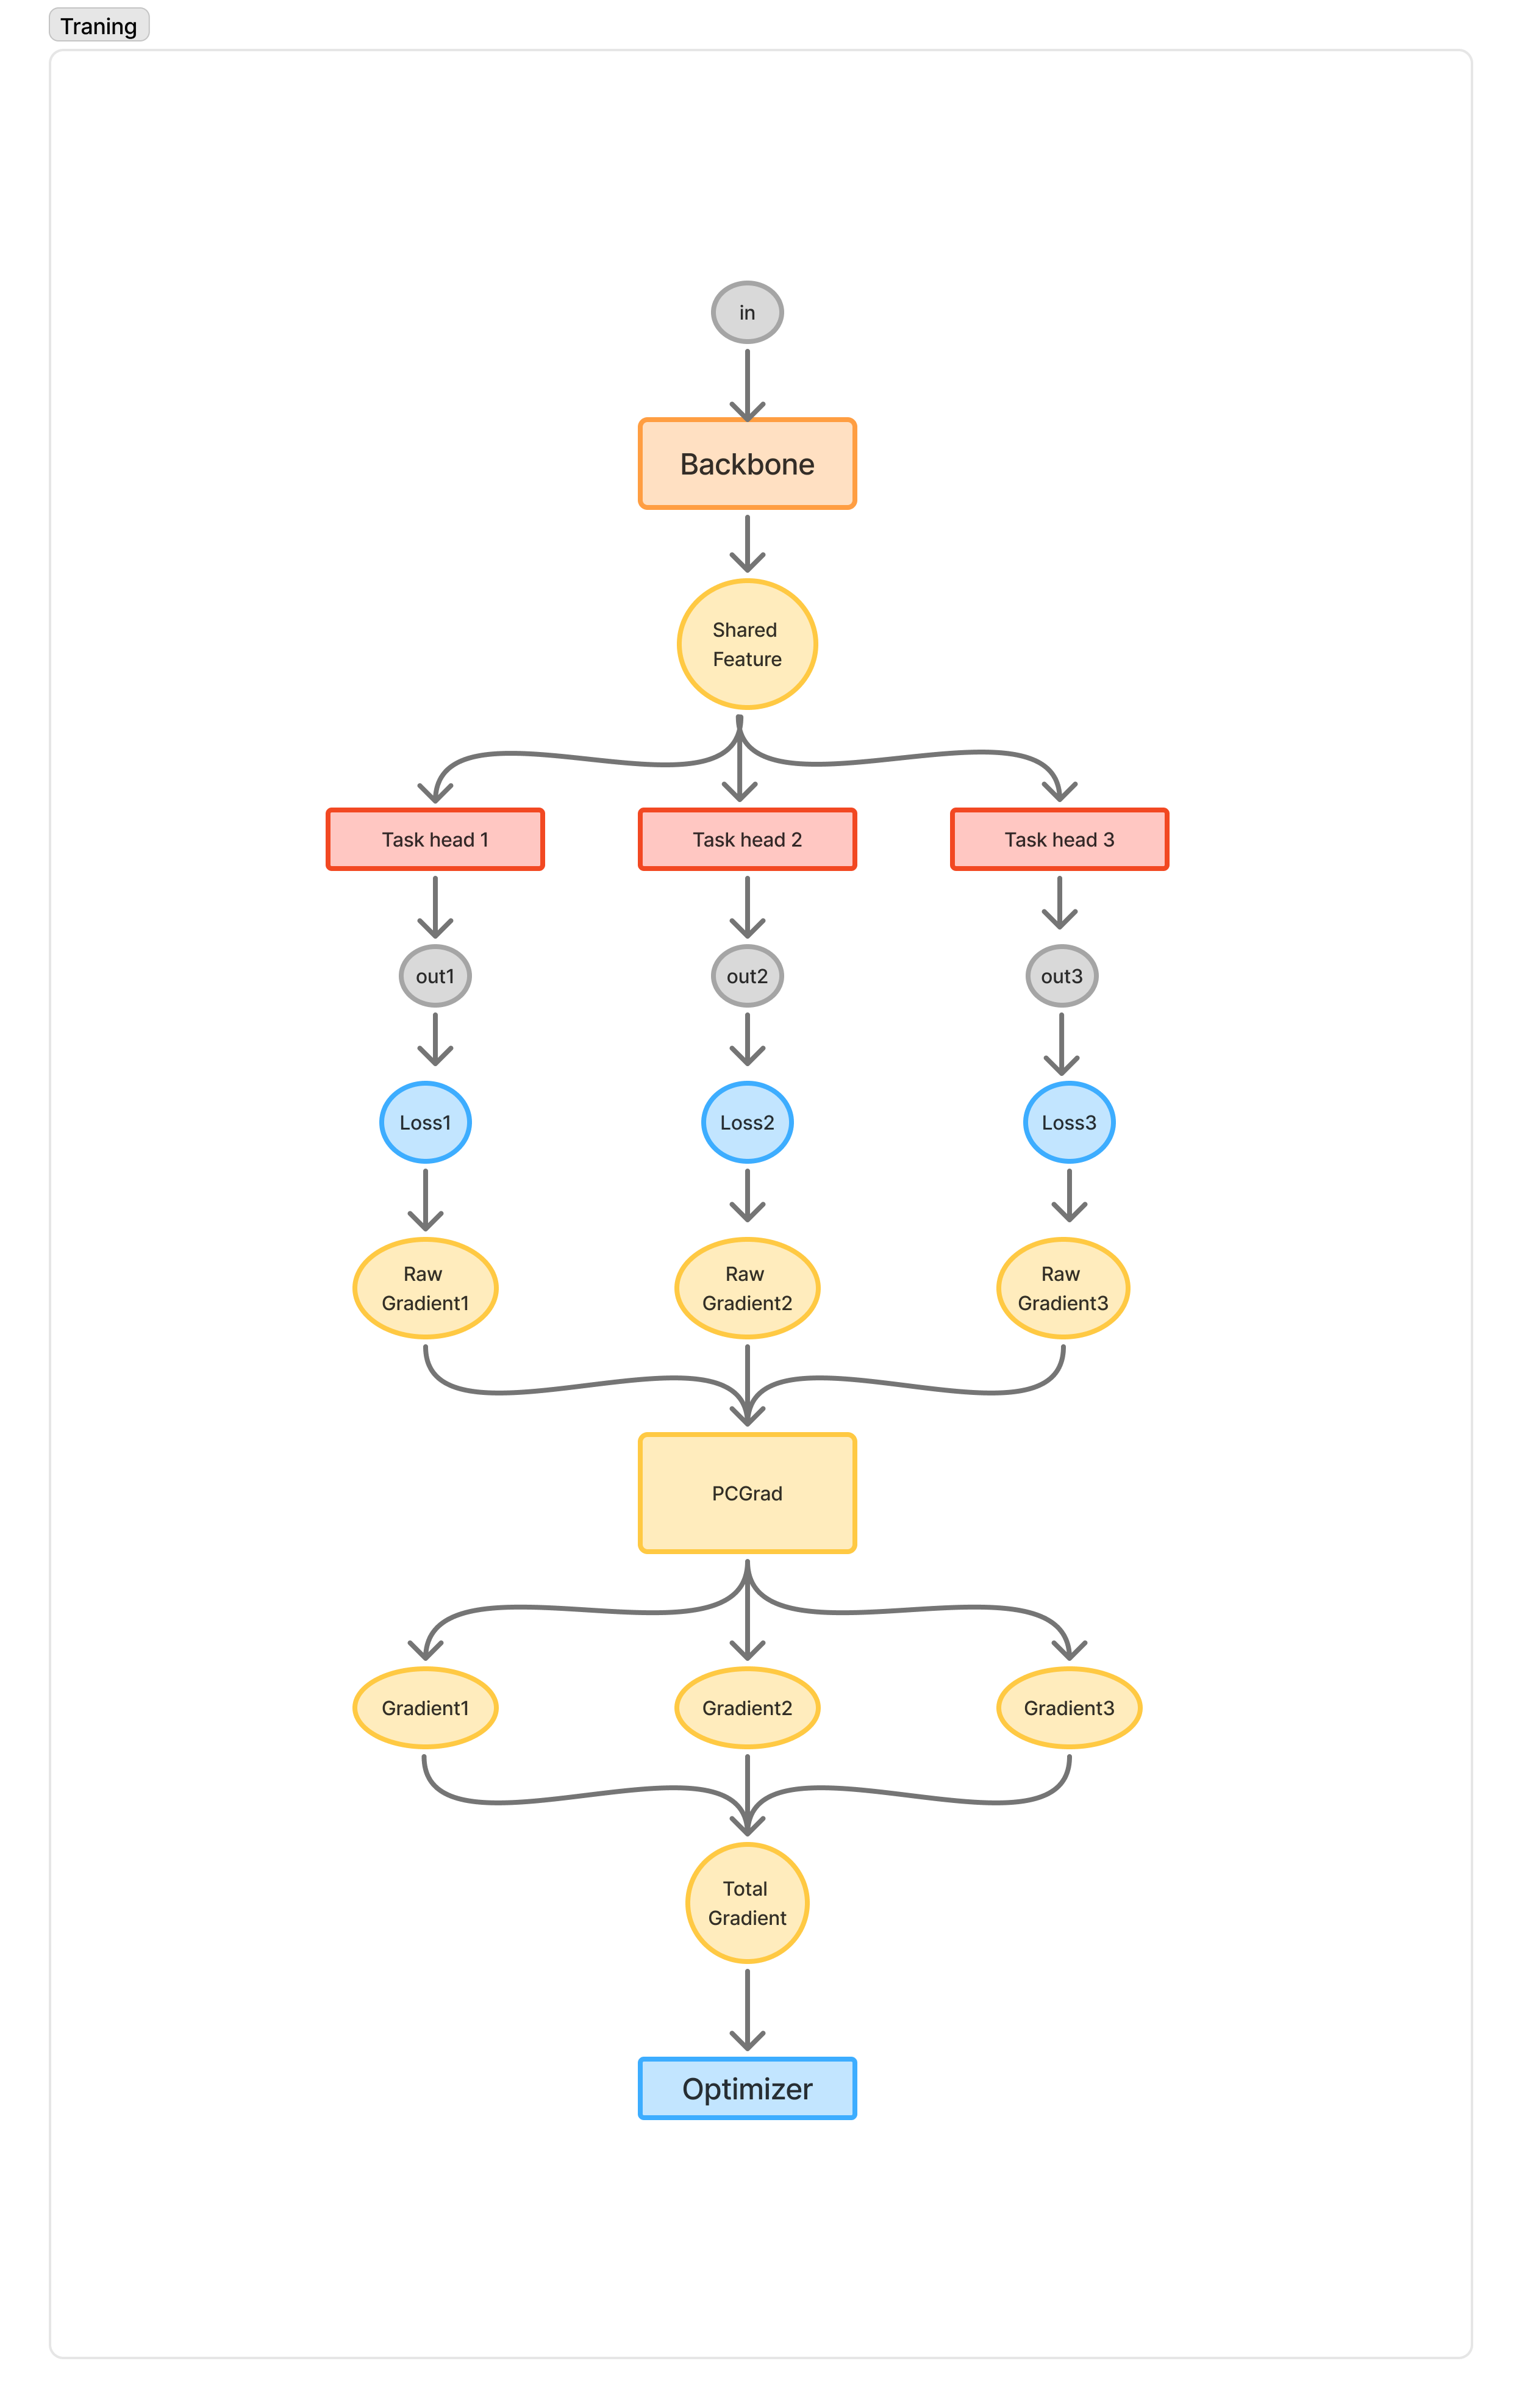 Traning
in
Backbone
Shared
Feature
Task head 1
Task head 2
Task head 3
out1
out2
out3
Loss1
Loss2
Loss3
Raw
Gradient1
Raw
Gradient2
Raw
Gradient3
PCGrad
Gradient1
Gradient2
Gradient3
Total
Gradient
Optimizer